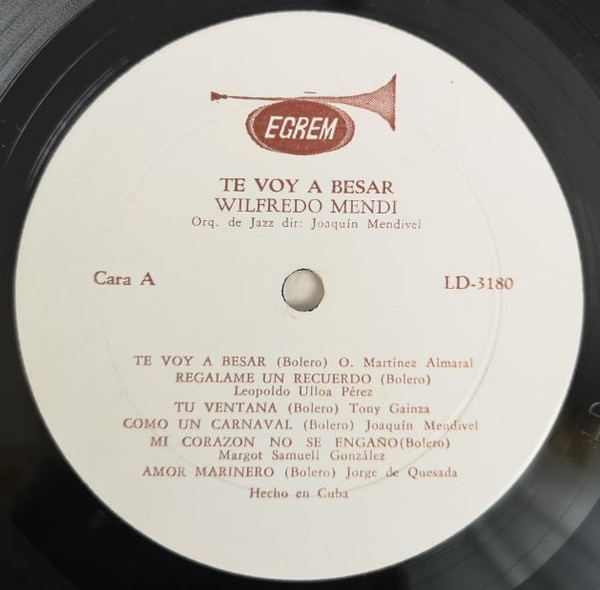 EGREM
TE VOY A BESAR
WILFREDO MENDI
Orq. de Jazz dir: Joaquín Mendivel
Cara A
LD-3180
TE VOY A BESAR (Bolero) O. Martínez Almaral
REGALAME UN RECUERDO (Bolero)
Leopoldo Ulloa Pérez
TU VENTANA (Bolero) Tony Gainza
COMO UN CARNAVAL (Bolero) Joaquín Mendivel
MI CORAZON NO SE ENGAÑO(Bolero)
Margot Samuell González
AMOR MARINERO (Bolero) Jorge de Quesada
Hecho en Cuba